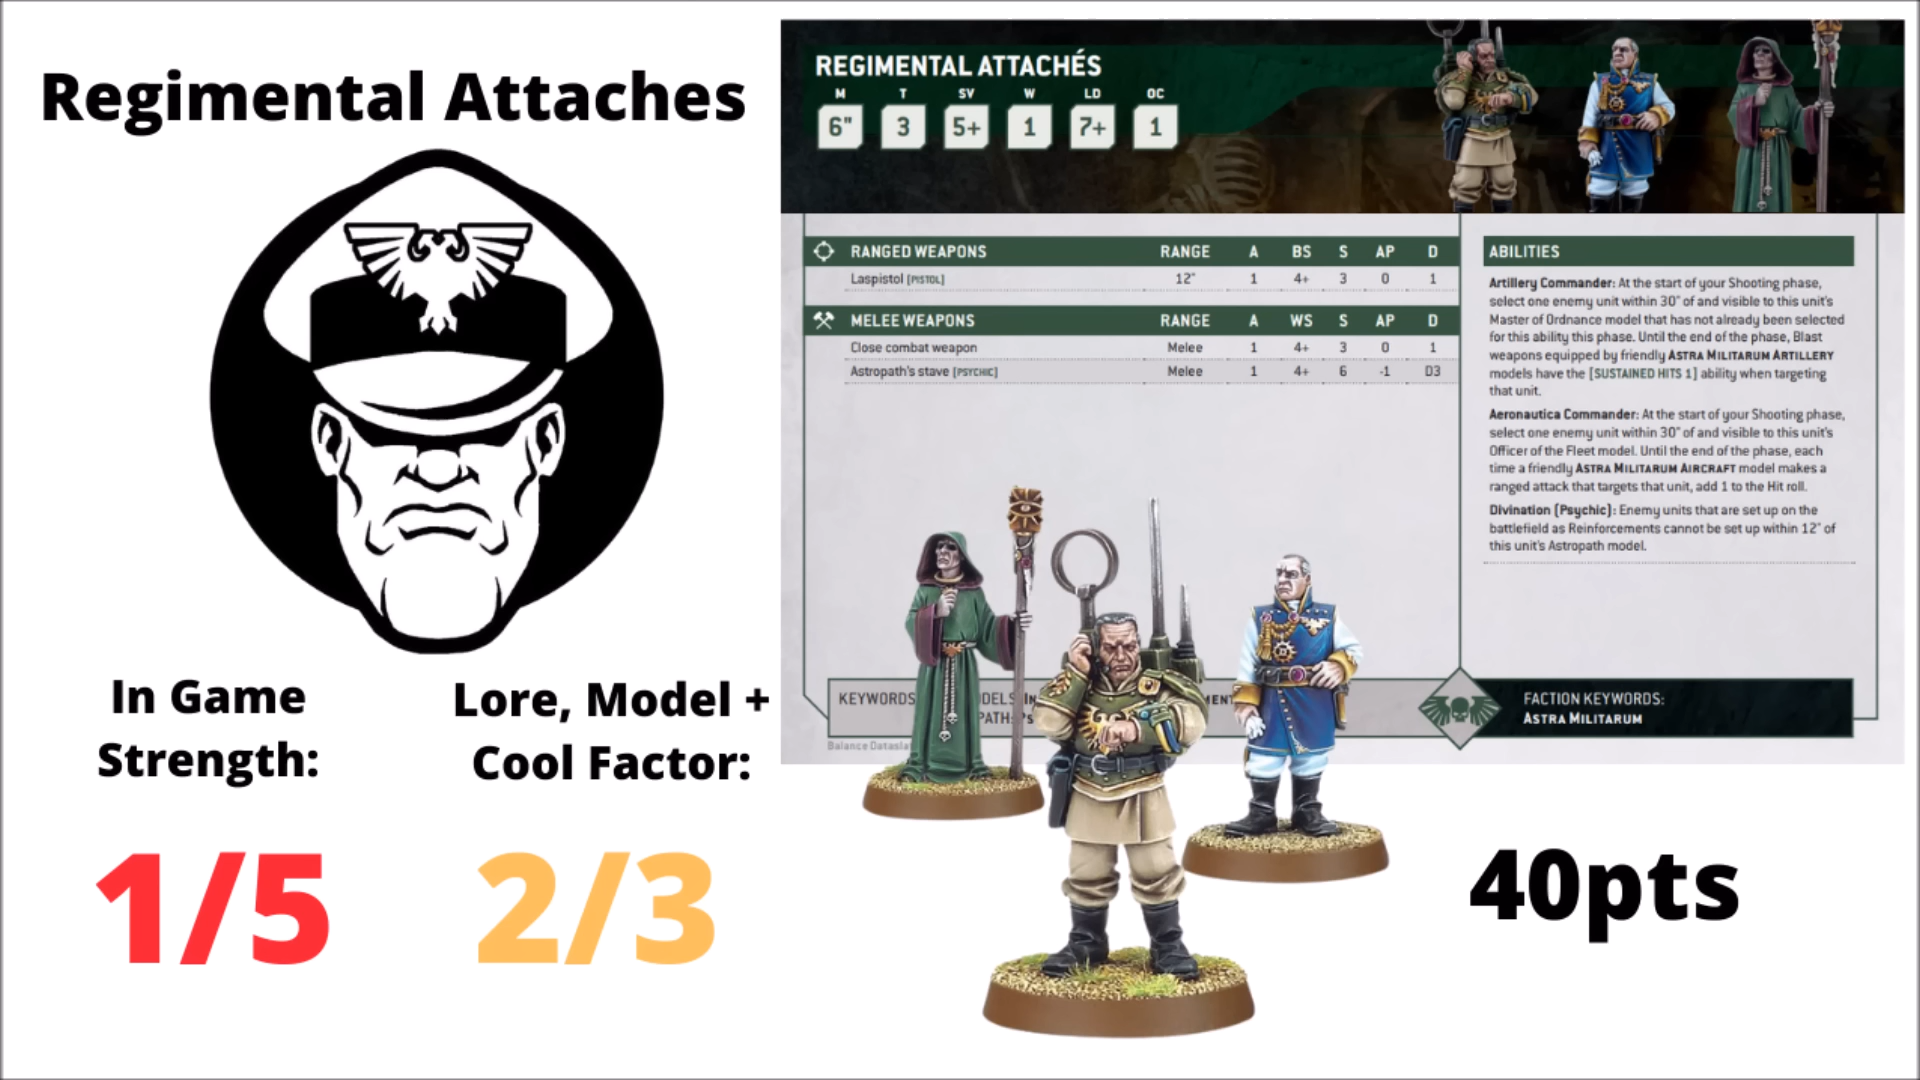 Regimental Attaches
In Game
Strength:
1/5
Lore, Model +
Cool Factor:
2/3
REGIMENTAL ATTACHÉS
M T SV W LD OC
6" 3 5+ 1 7+ 1
RANGED WEAPONS RANGE A BS S AP D
Laspistol [PISTOL] 12" 1 4+ 3 0 1
MELEE WEAPONS RANGE A WS S AP D
Close combat weapon Melee 1 4+ 3 0 1
Astropath's stave [PSYCHIC] Melee 1 4+ 6 -1 D3
ABILITIES
Artillery Commander: At the start of your Shooting phase,
select one enemy unit within 30" of and visible to this unit's
Master of Ordnance model that has not already been selected
for this ability this phase. Until the end of the phase, Blast
weapons equipped by friendly ASTRA MILITARUM ARTILLERY
models have the [SUSTAINED HITS 1] ability when targeting
that unit.
Aeronautica Commander: At the start of your Shooting phase,
select one enemy unit within 30" of and visible to this unit's
Officer of the Fleet model. Until the end of the phase, each
time a friendly ASTRA MILITARUM AIRCRAFT model makes a
ranged attack that targets that unit, add 1 to the Hit roll.
Divination (Psychic): Enemy units that are set up on the
battlefield as Reinforcements cannot be set up within 12" of
this unit's Astropath model.
KEYWORDS
FACTION KEYWORDS:
ASTRA MILITARUM
Balance
40pts